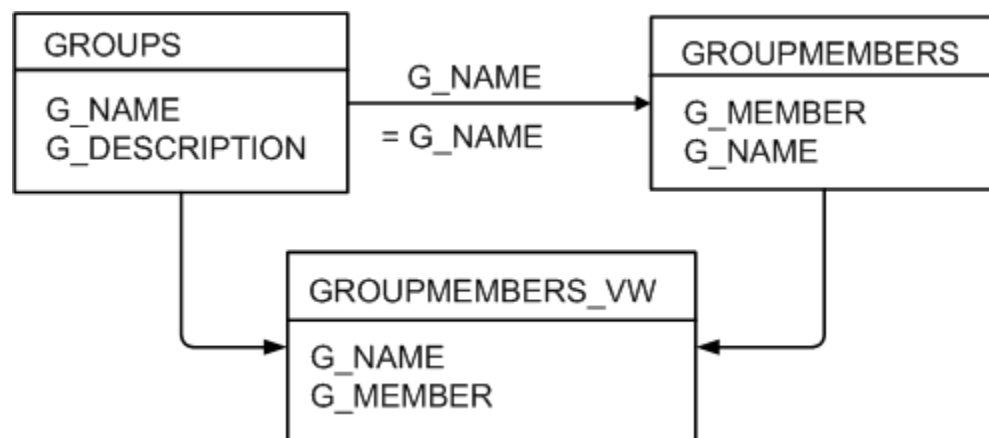 GROUPS
G_NAME
G_DESCRIPTION
G_NAME
= G_NAME
GROUPMEMBERS
G_MEMBER
G_NAME
GROUPMEMBERS_VW
G_NAME
G_MEMBER